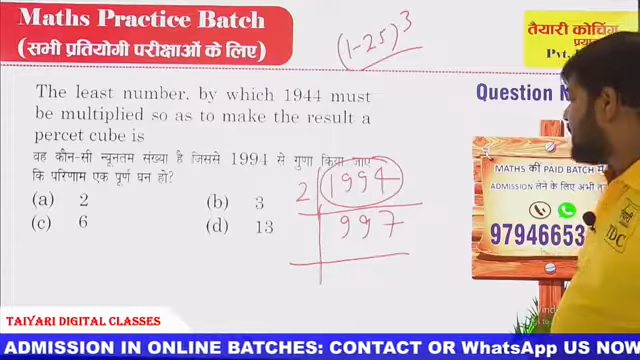 Maths Practice Batch
(सभी प्रतियोगी परीक्षाओं के लिए)
(1-25)³
तैयारी कोचिंग
Pvt.
The least number, by which 1944 must
be multiplied so as to make the result a
percet cube is
वह कौन-सी न्यूनतम संख्या है जिससे 1994 से गुणा किया जाए
कि परिणाम एक पूर्ण घन हो?
(a) 2 (b) 3
(c) 6 (d) 13
2 1994
997
Question
MATHS की PAID BATCH में
ADMISSION लेने के लिए अभी
97946653
TDC
TAIYARI DIGITAL CLASSES
ADMISSION IN ONLINE BATCHES: CONTACT OR WhatsApp US NOW